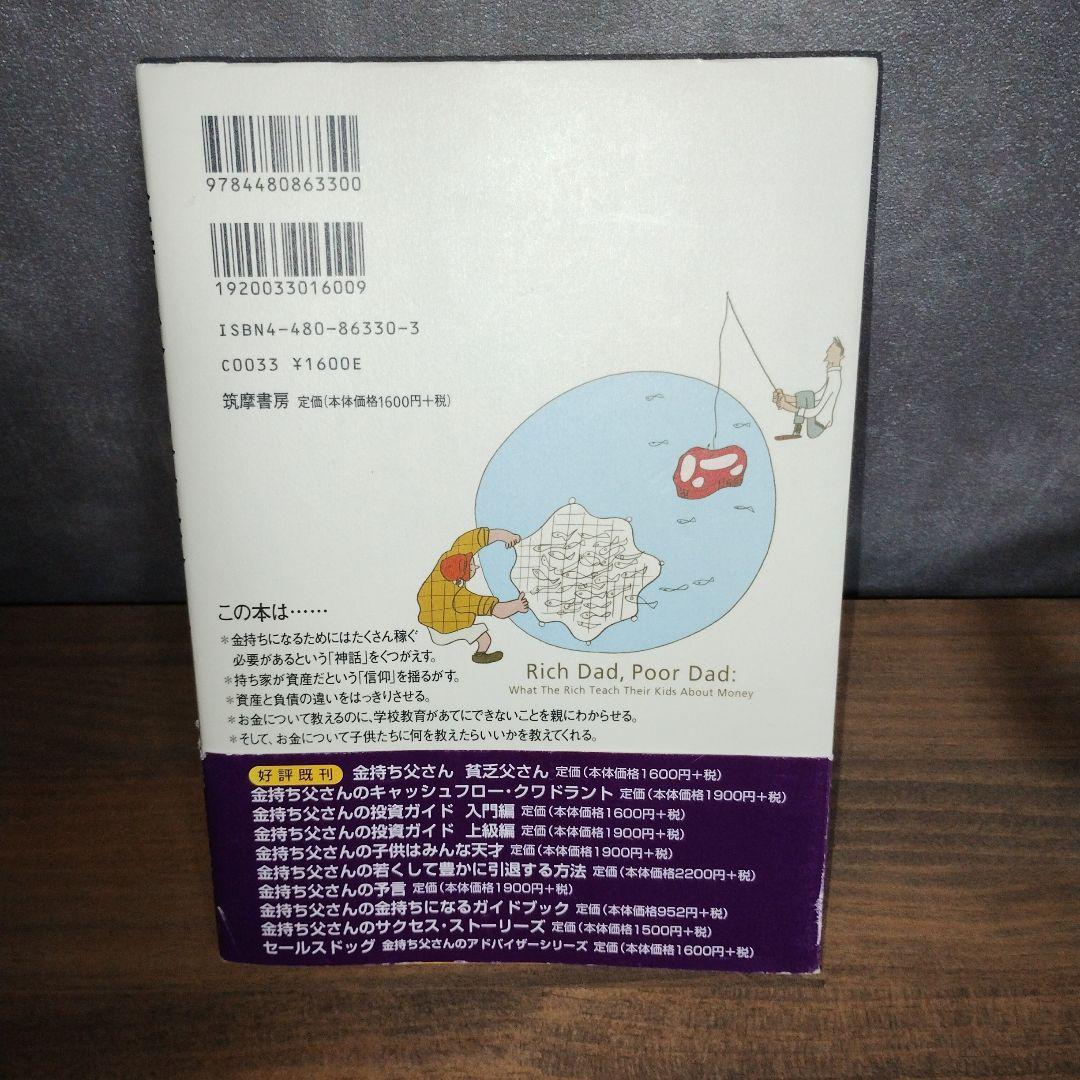 9784480863300
1920033016009
ISBN4-480-86330-3
C0033 ¥1600E
筑摩書房 定価(本体価格1600円+税)
この本は……
*金持ちになるためにはたくさん稼ぐ
必要があるという「神話」をくつがえす。
*持ち家が資産だという「信仰」を揺るがす。
*資産と負債の違いをはっきりさせる。
*お金について教えるのに、学校教育があてにできないことを親にわからせる。
*そして、お金について子供たちに何を教えたらいいかを教えてくれる。
Rich Dad, Poor Dad:
What The Rich Teach Their Kids About Money
好評既刊 金持ち父さん 貧乏父さん 定価(本体価格1600円+税)
金持ち父さんのキャッシュフロー・クワドラント 定価(本体価格1900円+税)
金持ち父さんの投資ガイド 入門編 定価(本体価格1600円+税)
金持ち父さんの投資ガイド 上級編 定価(本体価格1900円+税)
金持ち父さんの子供はみんな天才 定価(本体価格1900円+税)
金持ち父さんの若くして豊かに引退する方法 定価(本体価格2200円+税)
金持ち父さんの予言 定価(本体価格1900円+税)
金持ち父さんの金持ちになるガイドブック 定価(本体価格952円+税)
金持ち父さんのサクセス・ストーリーズ 定価(本体価格1500円+税)
セールスドッグ 金持ち父さんのアドバイザーシリーズ 定価(本体価格1600円+税)